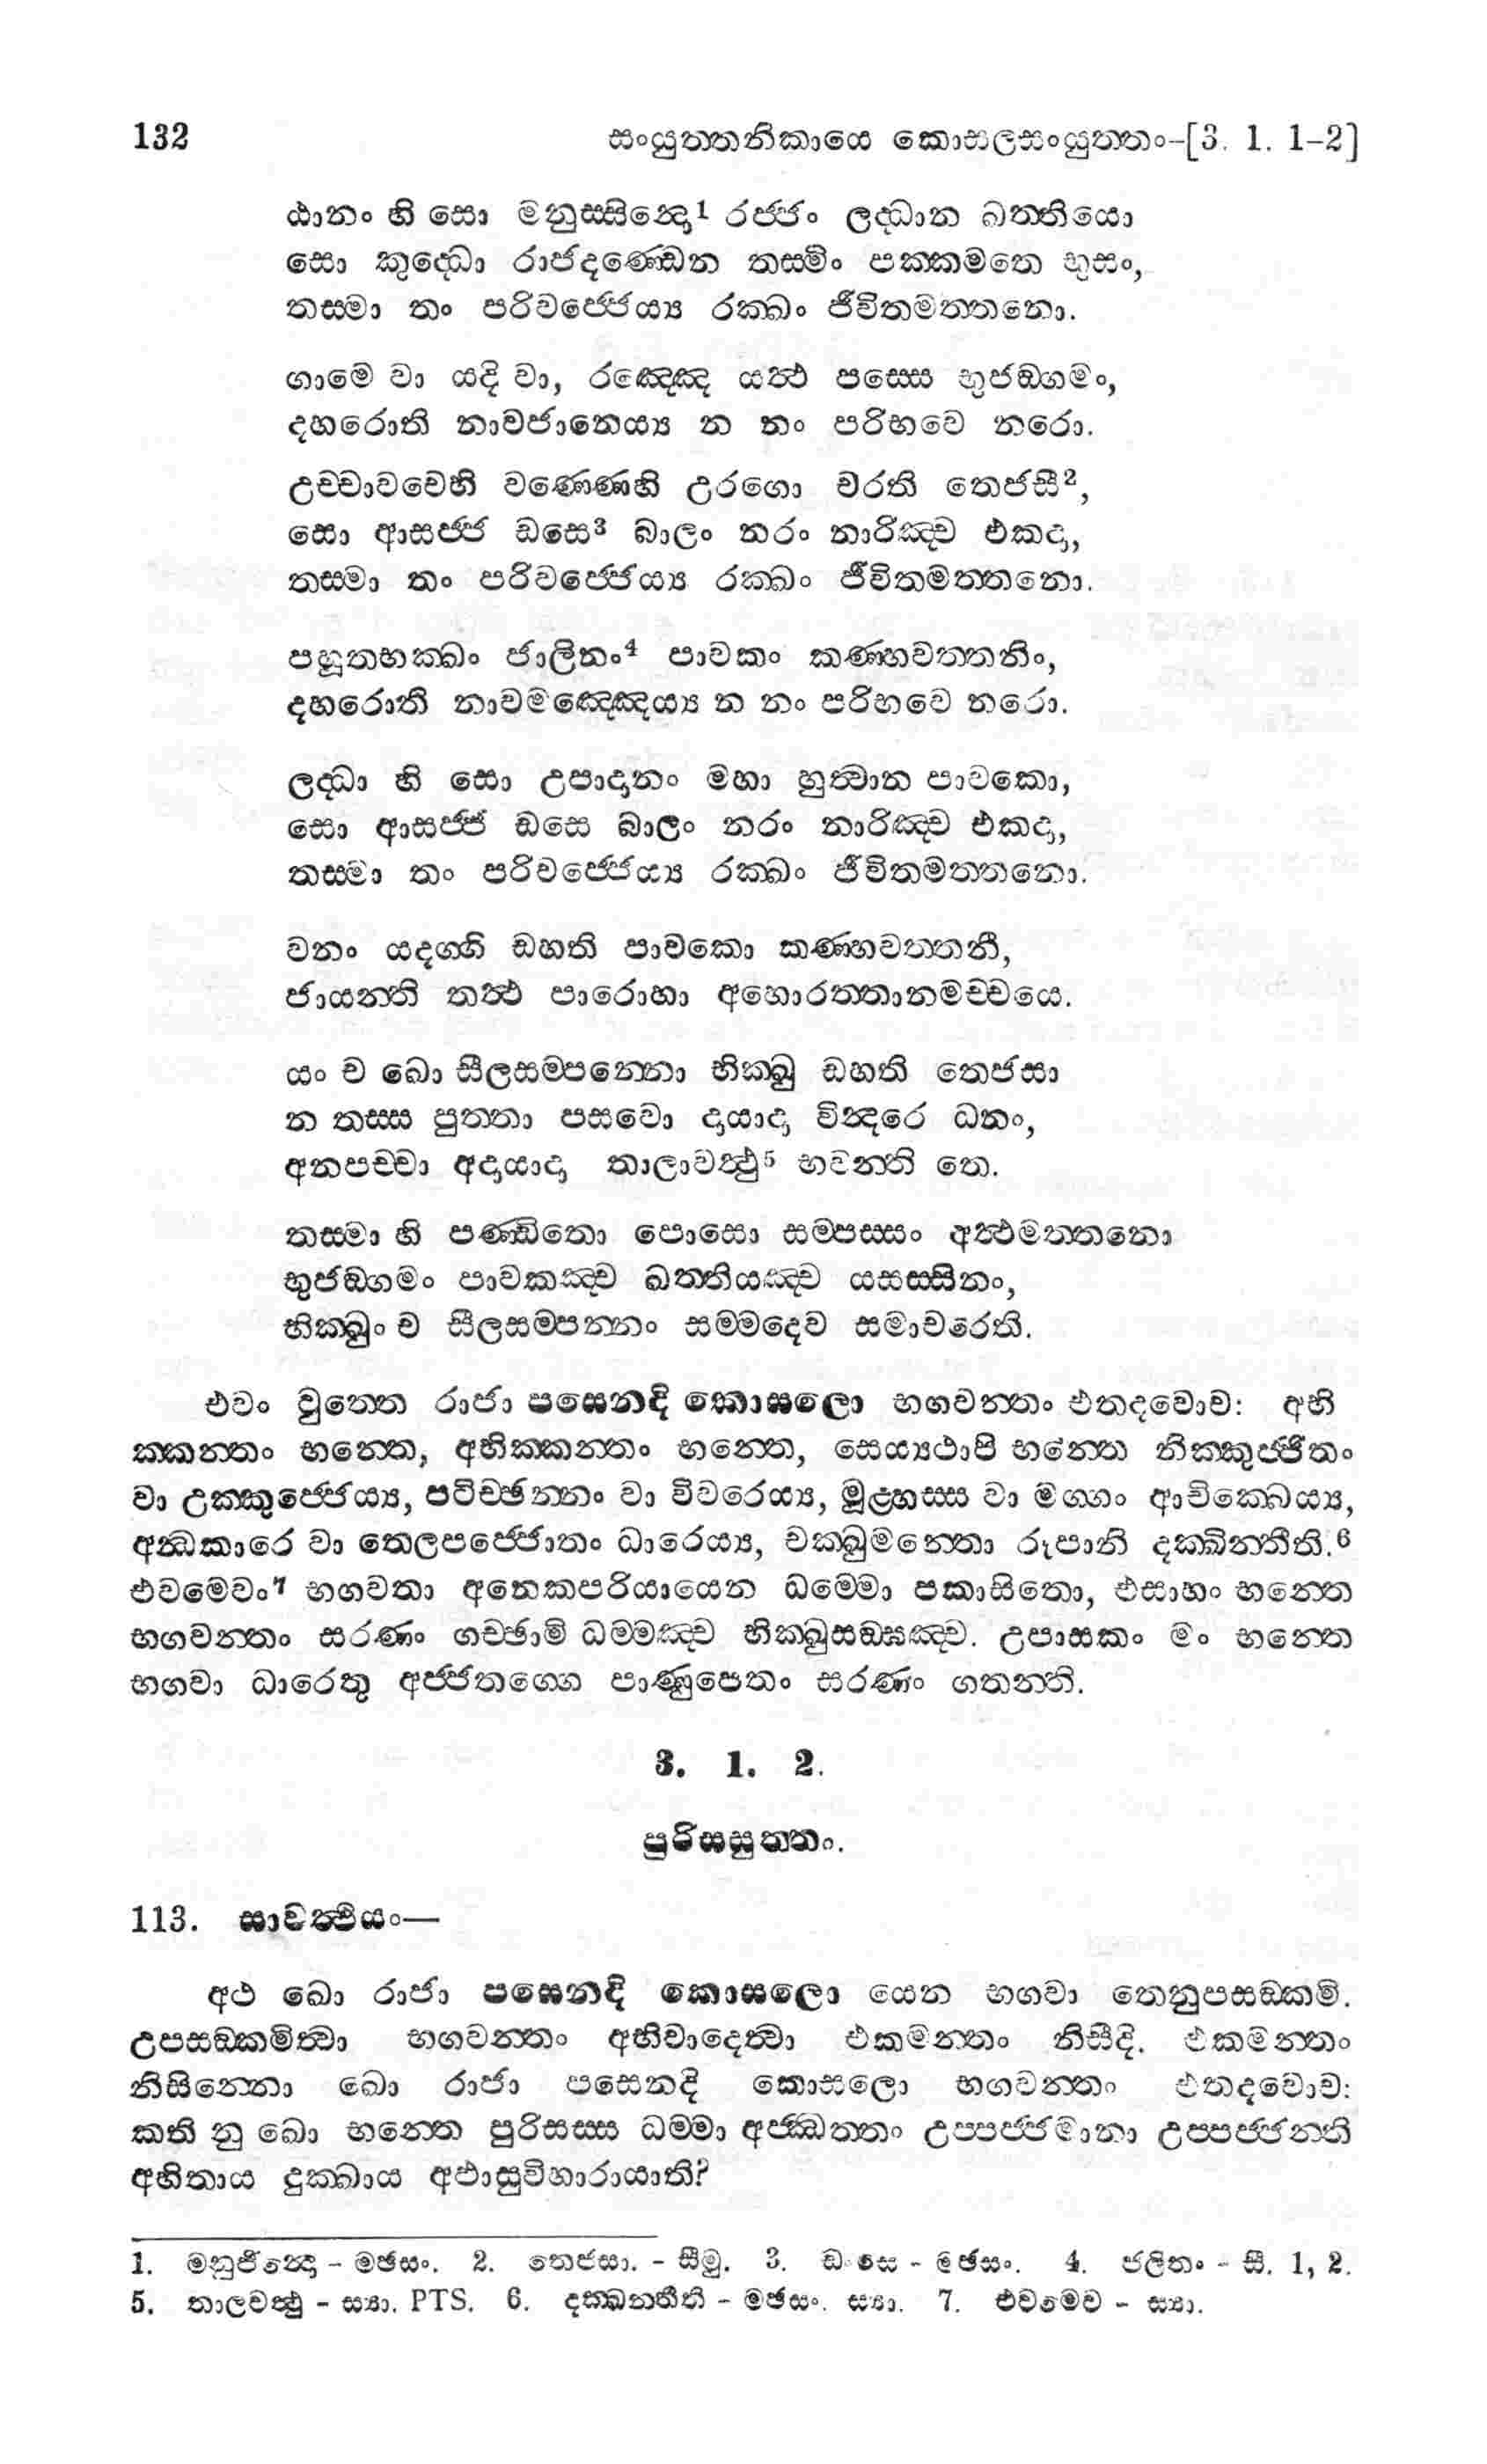 132 සංයුත්තනිකායෙ කොසලසංයුත්තං-[3. 1. 1-2]
ඨානං හි සො මනුස්සින්දො¹ රජ්ජං ලද්ධාන ඛත්තියො
සො කුද්ධො රාජදණ්ඩෙන තස්මිං පක්කමතෙ භුසං,
තස්මා තං පරිවජ්ජෙය්‍ය රක්ඛං ජීවිතමත්තනො.
ගාමෙ වා යදි වා, රඤ්ඤෙ යත්‍ථ පස්සෙ භුජඞ්ගමං,
දහරොති නාවජානෙය්‍ය න නං පරිභවෙ නරො.
උච්චාවචෙහි වණ්ණෙහි උරගො චරති තෙජසී²,
සො ආසජ්ජ ඩසෙ³ බාලං නරං නාරිඤ්ච එකදා,
තස්මා තං පරිවජ්ජෙය්‍ය රක්ඛං ජීවිතමත්තනො.
පහූතභක්ඛං ජාලිනං⁴ පාවකං කණ්හවත්තනිං,
දහරොති නාවමඤ්ඤෙය්‍ය න නං පරිභවෙ නරො.
ලද්ධා හි සො උපාදානං මහා හුත්‍වාන පාවකො,
සො ආසජ්ජ ඩසෙ බාලං නරං නාරිඤ්ච එකදා,
තස්මා තං පරිවජ්ජෙය්‍ය රක්ඛං ජීවිතමත්තනො.
වනං යදග්ගි ඩහති පාවකො කණ්හවත්තනී,
ජායන්ති තත්‍ථ පාරොහා අහොරත්තානමච්චයෙ.
යං ච ඛො සීලසම්පන්නො භික්ඛු ඩහති තෙජසා
න තස්ස පුත්තා පසවො දායාදා වින්දරෙ ධනං,
අනපච්චා අදායාදා තාලාවත්‍ථු⁵ භවන්ති තෙ.
තස්මා හි පණ්ඩිතො පොසො සම්පස්සං අත්‍ථමත්තනො
භුජඞ්ගමං පාවකඤ්ච ඛත්තියඤ්ච යසස්සිනං,
භික්ඛුං ච සීලසම්පන්නං සම්මදෙව සමාචරෙති.
එවං වුත්තෙ රාජා පසෙනදි කොසලො භගවන්තං එතදවොච: අභි
ක්කන්තං භන්තෙ, අභික්කන්තං භන්තෙ, සෙය්‍යථාපි භන්තෙ නික්කුජ්ජිතං
වා උක්කුජ්ජෙය්‍ය, පටිච්ඡන්නං වා විවරෙය්‍ය, මූළ්හස්ස වා මග්ගං ආචික්ඛෙය්‍ය,
අන්‍ධකාරෙ වා තෙලපජ්ජොතං ධාරෙය්‍ය, චක්ඛුමන්තො රූපානි දක්ඛින්තීති.⁶
එවමෙවං⁷ භගවතා අනෙකපරියායෙන ධම්මො පකාසිතො, එසාහං භන්තෙ
භගවන්තං සරණං ගච්ඡාමි ධම්මඤ්ච භික්ඛුසඞ්ඝඤ්ච. උපාසකං මං භන්තෙ
භගවා ධාරෙතු අජ්ජතග්ගෙ පාණුපෙතං සරණං ගතන්ති.
3. 1. 2.
පුරිසසුත්තං.
113. සාවත්‍ථියං—
අථ ඛො රාජා පසෙනදි කොසලො යෙන භගවා තෙනුපසඞ්කමි.
උපසඞ්කමිත්‍වා භගවන්තං අභිවාදෙත්‍වා එකමන්තං නිසීදි. එකමන්තං
නිසින්නො ඛො රාජා පසෙනදි කොසලො භගවන්තං එතදවොච:
කති නු ඛො භන්තෙ පුරිසස්ස ධම්මා අජ්ඣත්තං උප්පජ්ජමානා උප්පජ්ජන්ති
අහිතාය දුක්ඛාය අඵාසුවිහාරායාති?
1. මනුජින්දො - මඡසං. 2. තෙජසා. - සීමු. 3. ඩංසෙ - මඡසං. 4. ජලිතං - සී. 1, 2.
5. තාලවත්‍ථු - ස්‍යා. PTS. 6. දක්ඛන්තීති - මඡසං. ස්‍යා. 7. එවමෙව - ස්‍යා.